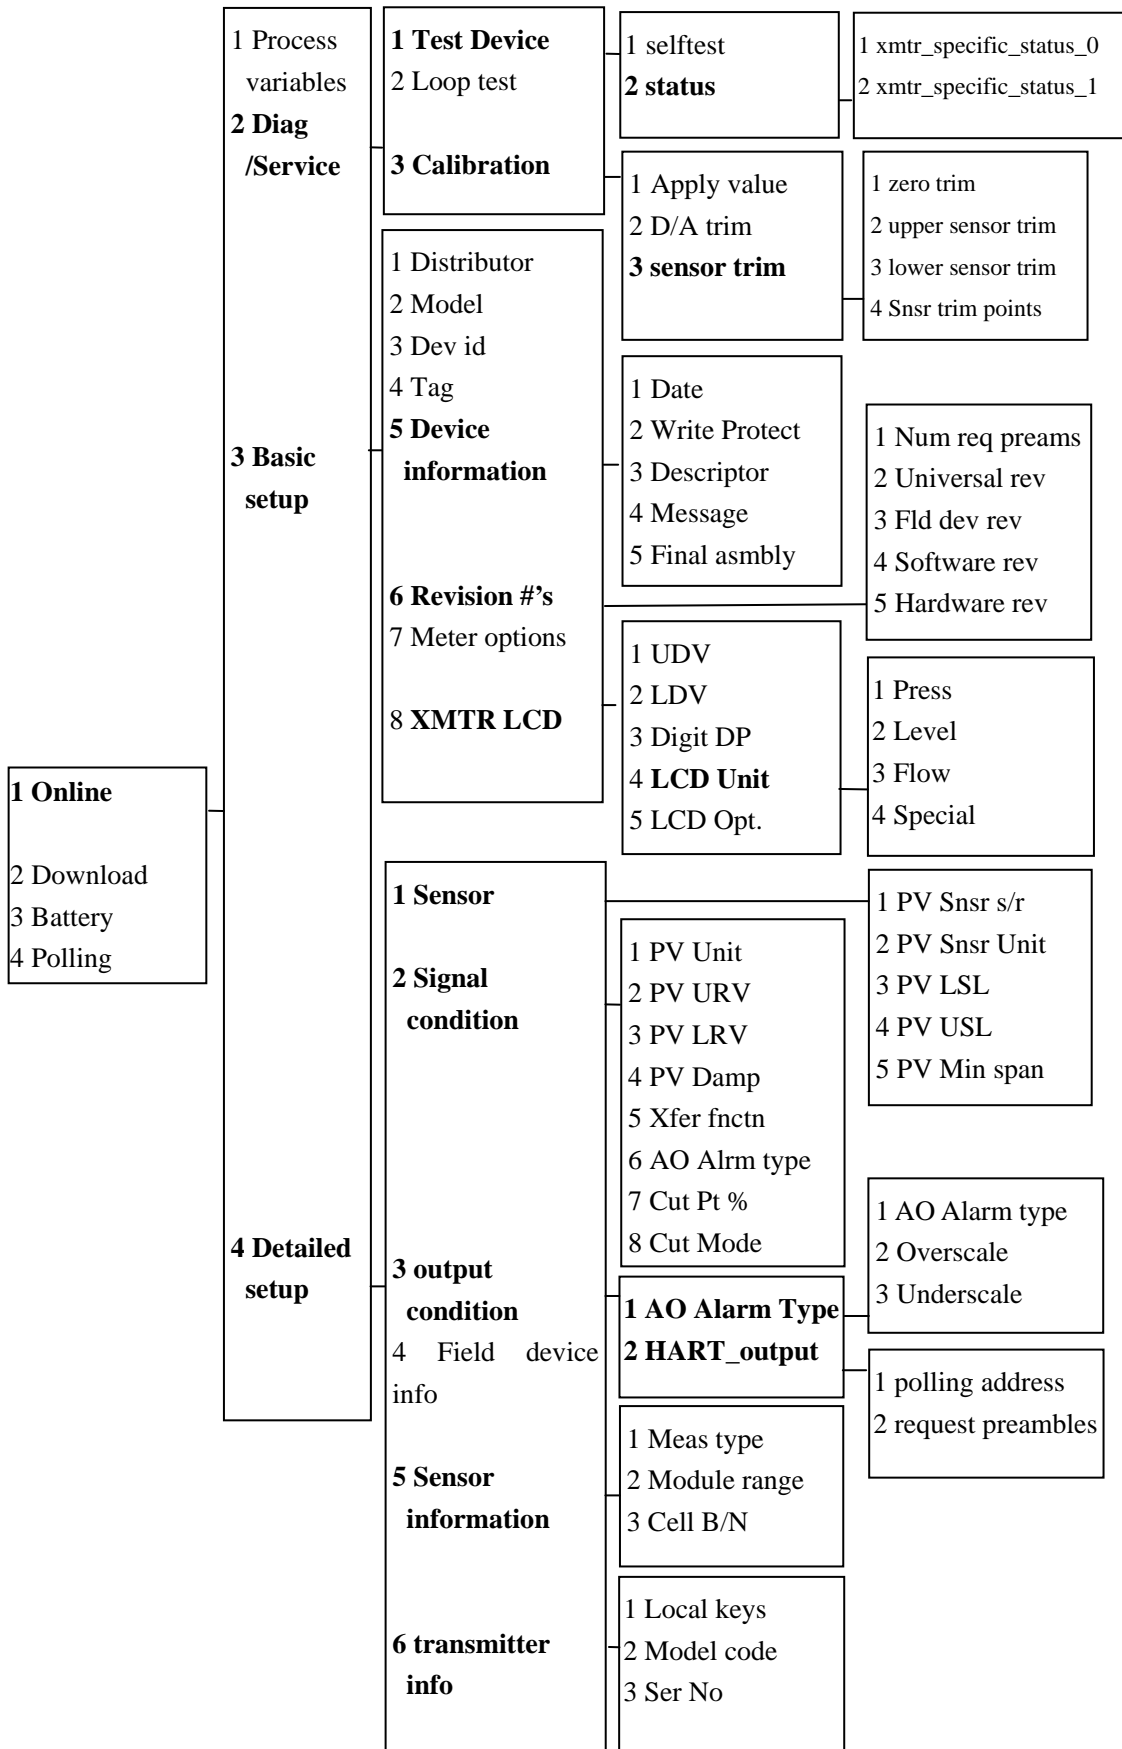 1 Online
2 Download
3 Battery
4 Polling
1 Process
variables
2 Diag
/Service
3 Basic
setup
4 Detailed
setup
1 Test Device
2 Loop test
3 Calibration
1 selftest
2 status
1 xmtr_specific_status_0
2 xmtr_specific_status_1
1 Apply value
2 D/A trim
3 sensor trim
1 zero trim
2 upper sensor trim
3 lower sensor trim
4 Snsr trim points
1 Distributor
2 Model
3 Dev id
4 Tag
5 Device
information
6 Revision #’s
7 Meter options
8 XMTR LCD
1 Date
2 Write Protect
3 Descriptor
4 Message
5 Final asmbly
1 Num req preams
2 Universal rev
3 Fld dev rev
4 Software rev
5 Hardware rev
1 UDV
2 LDV
3 Digit DP
4 LCD Unit
5 LCD Opt.
1 Press
2 Level
3 Flow
4 Special
1 Sensor
2 Signal
condition
3 output
condition
4 Field device
info
5 Sensor
information
6 transmitter
info
1 PV Snsr s/r
2 PV Snsr Unit
3 PV LSL
4 PV USL
5 PV Min span
1 PV Unit
2 PV URV
3 PV LRV
4 PV Damp
5 Xfer fnctn
6 AO Alrm type
7 Cut Pt %
8 Cut Mode
1 AO Alarm Type
2 HART_output
1 AO Alarm type
2 Overscale
3 Underscale
1 polling address
2 request preambles
1 Meas type
2 Module range
3 Cell B/N
1 Local keys
2 Model code
3 Ser No